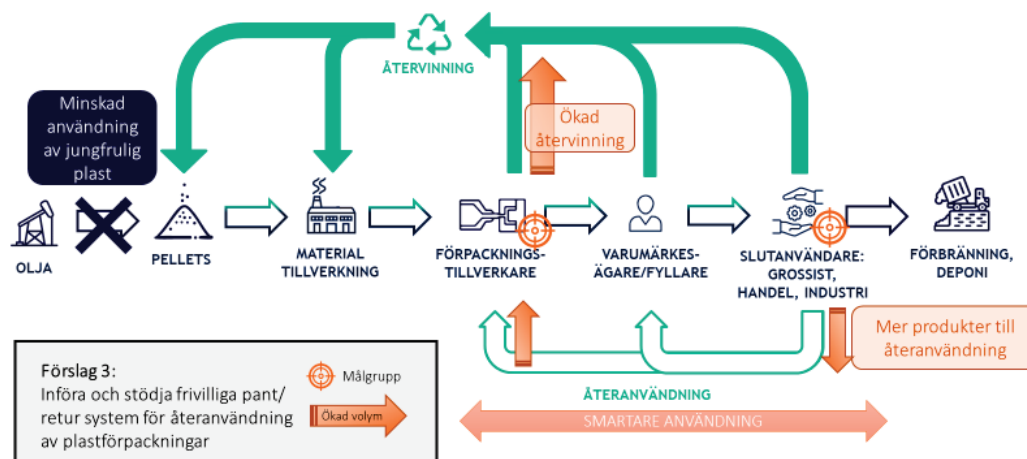 ÅTERVINNING
Minskad
användning
av jungfrulig
plast
Ökad
återvinning
OLJA
PELLETS
MATERIAL
TILLVERKNING
FÖRPACKNINGS-
TILLVERKARE
VARUMÄRKES-
ÄGARE/FYLLARE
SLUTANVÄNDARE:
GROSSIST,
HANDEL, INDUSTRI
FÖRBRÄNNING,
DEPONI
Mer produkter till
återanvändning
ÅTERANVÄNDNING
SMARTARE ANVÄNDNING
Förslag 3:
Införa och stödja frivilliga pant/
retur system för återanvändning
av plastförpackningar
Målgrupp
Ökad volym